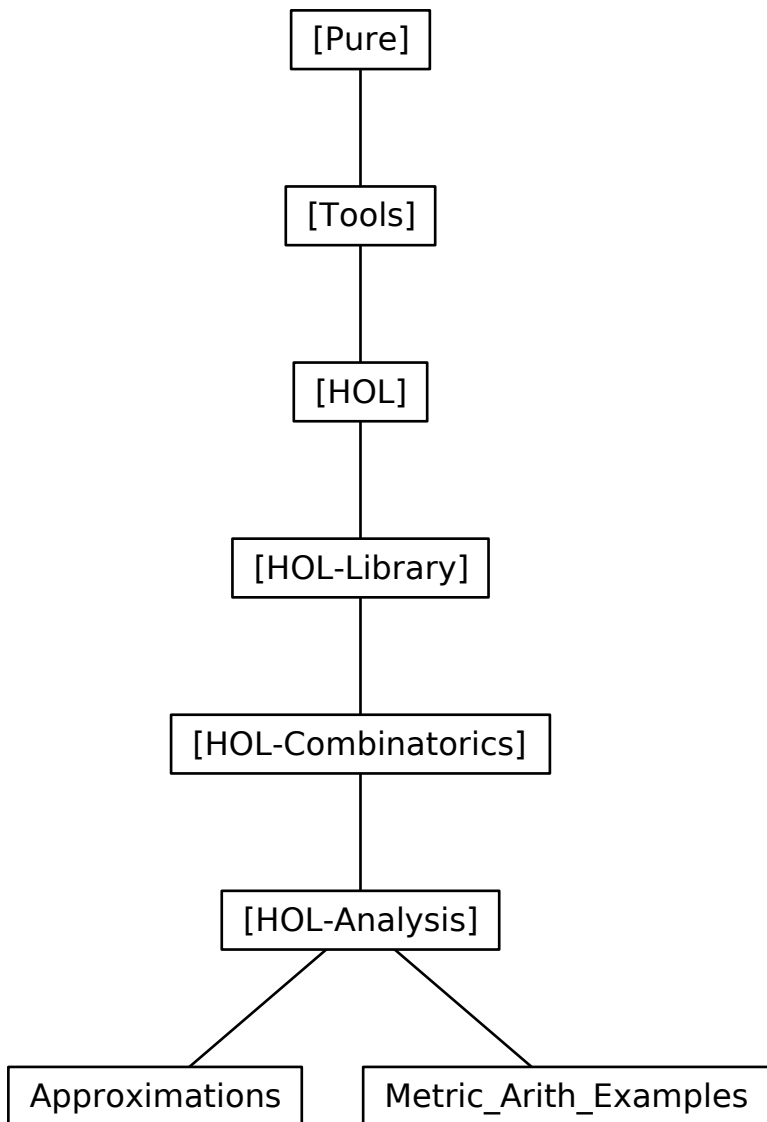 [Pure]
[Tools]
[HOL]
[HOL-Library]
[HOL-Combinatorics]
[HOL-Analysis]
Approximations
Metric_Arith_Examples